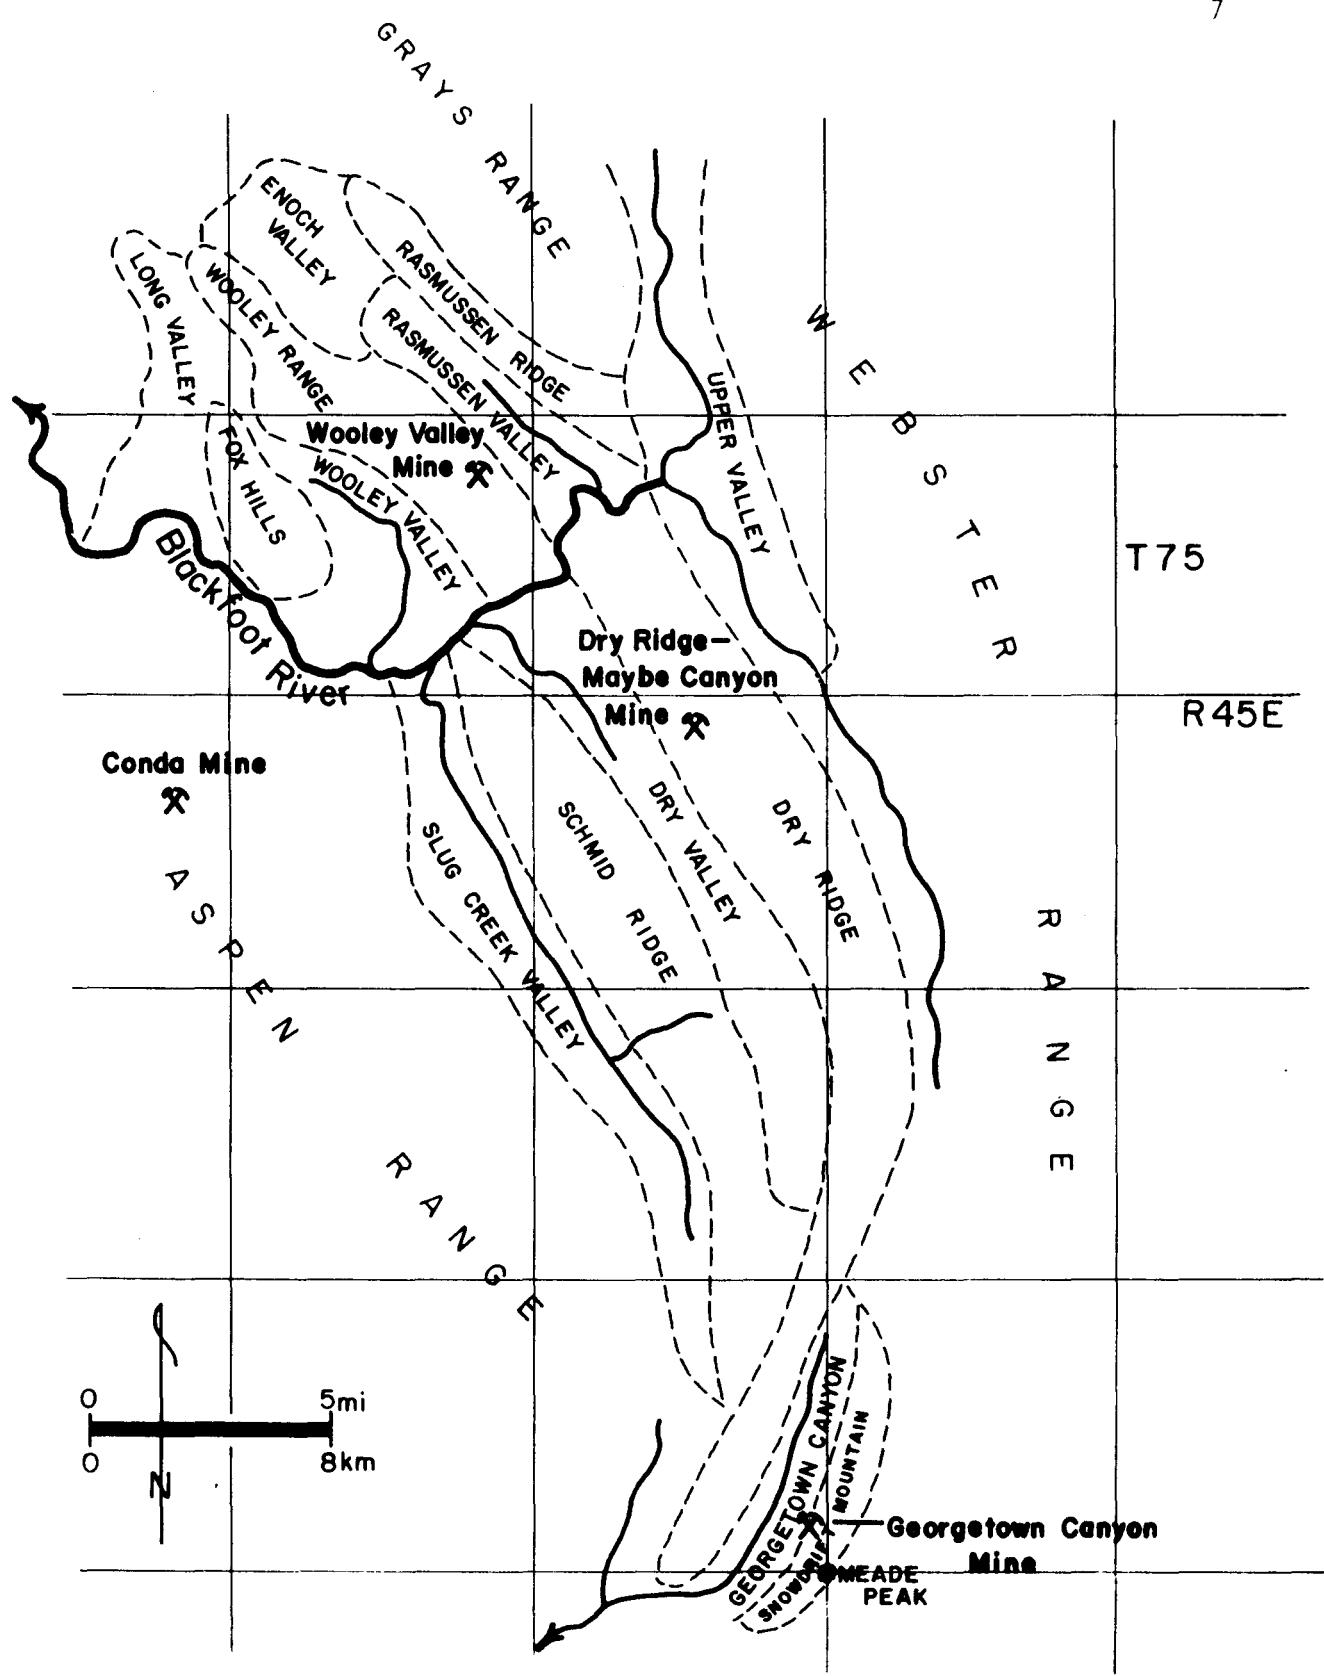 7
GRAYS RANGE
ENOCH
VALLEY
RASMUSSEN RIDGE
LONG VALLEY
WOOLEY RANGE
RASMUSSEN VALLEY
WEBSTER RANGE
UPPER VALLEY
Wooley Valley
Mine
FOX HILLS
WOOLEY VALLEY
Blackfoot River
T75
Dry Ridge—
Maybe Canyon
Mine
R45E
Conda Mine
ASPEN RANGE
SLUG CREEK VALLEY
SCHMID RIDGE
DRY VALLEY
DRY RIDGE
0 5mi
0 8km
N
GEORGETOWN CANYON
SNOWDRIFT MOUNTAIN
Georgetown Canyon
Mine
MEADE
PEAK